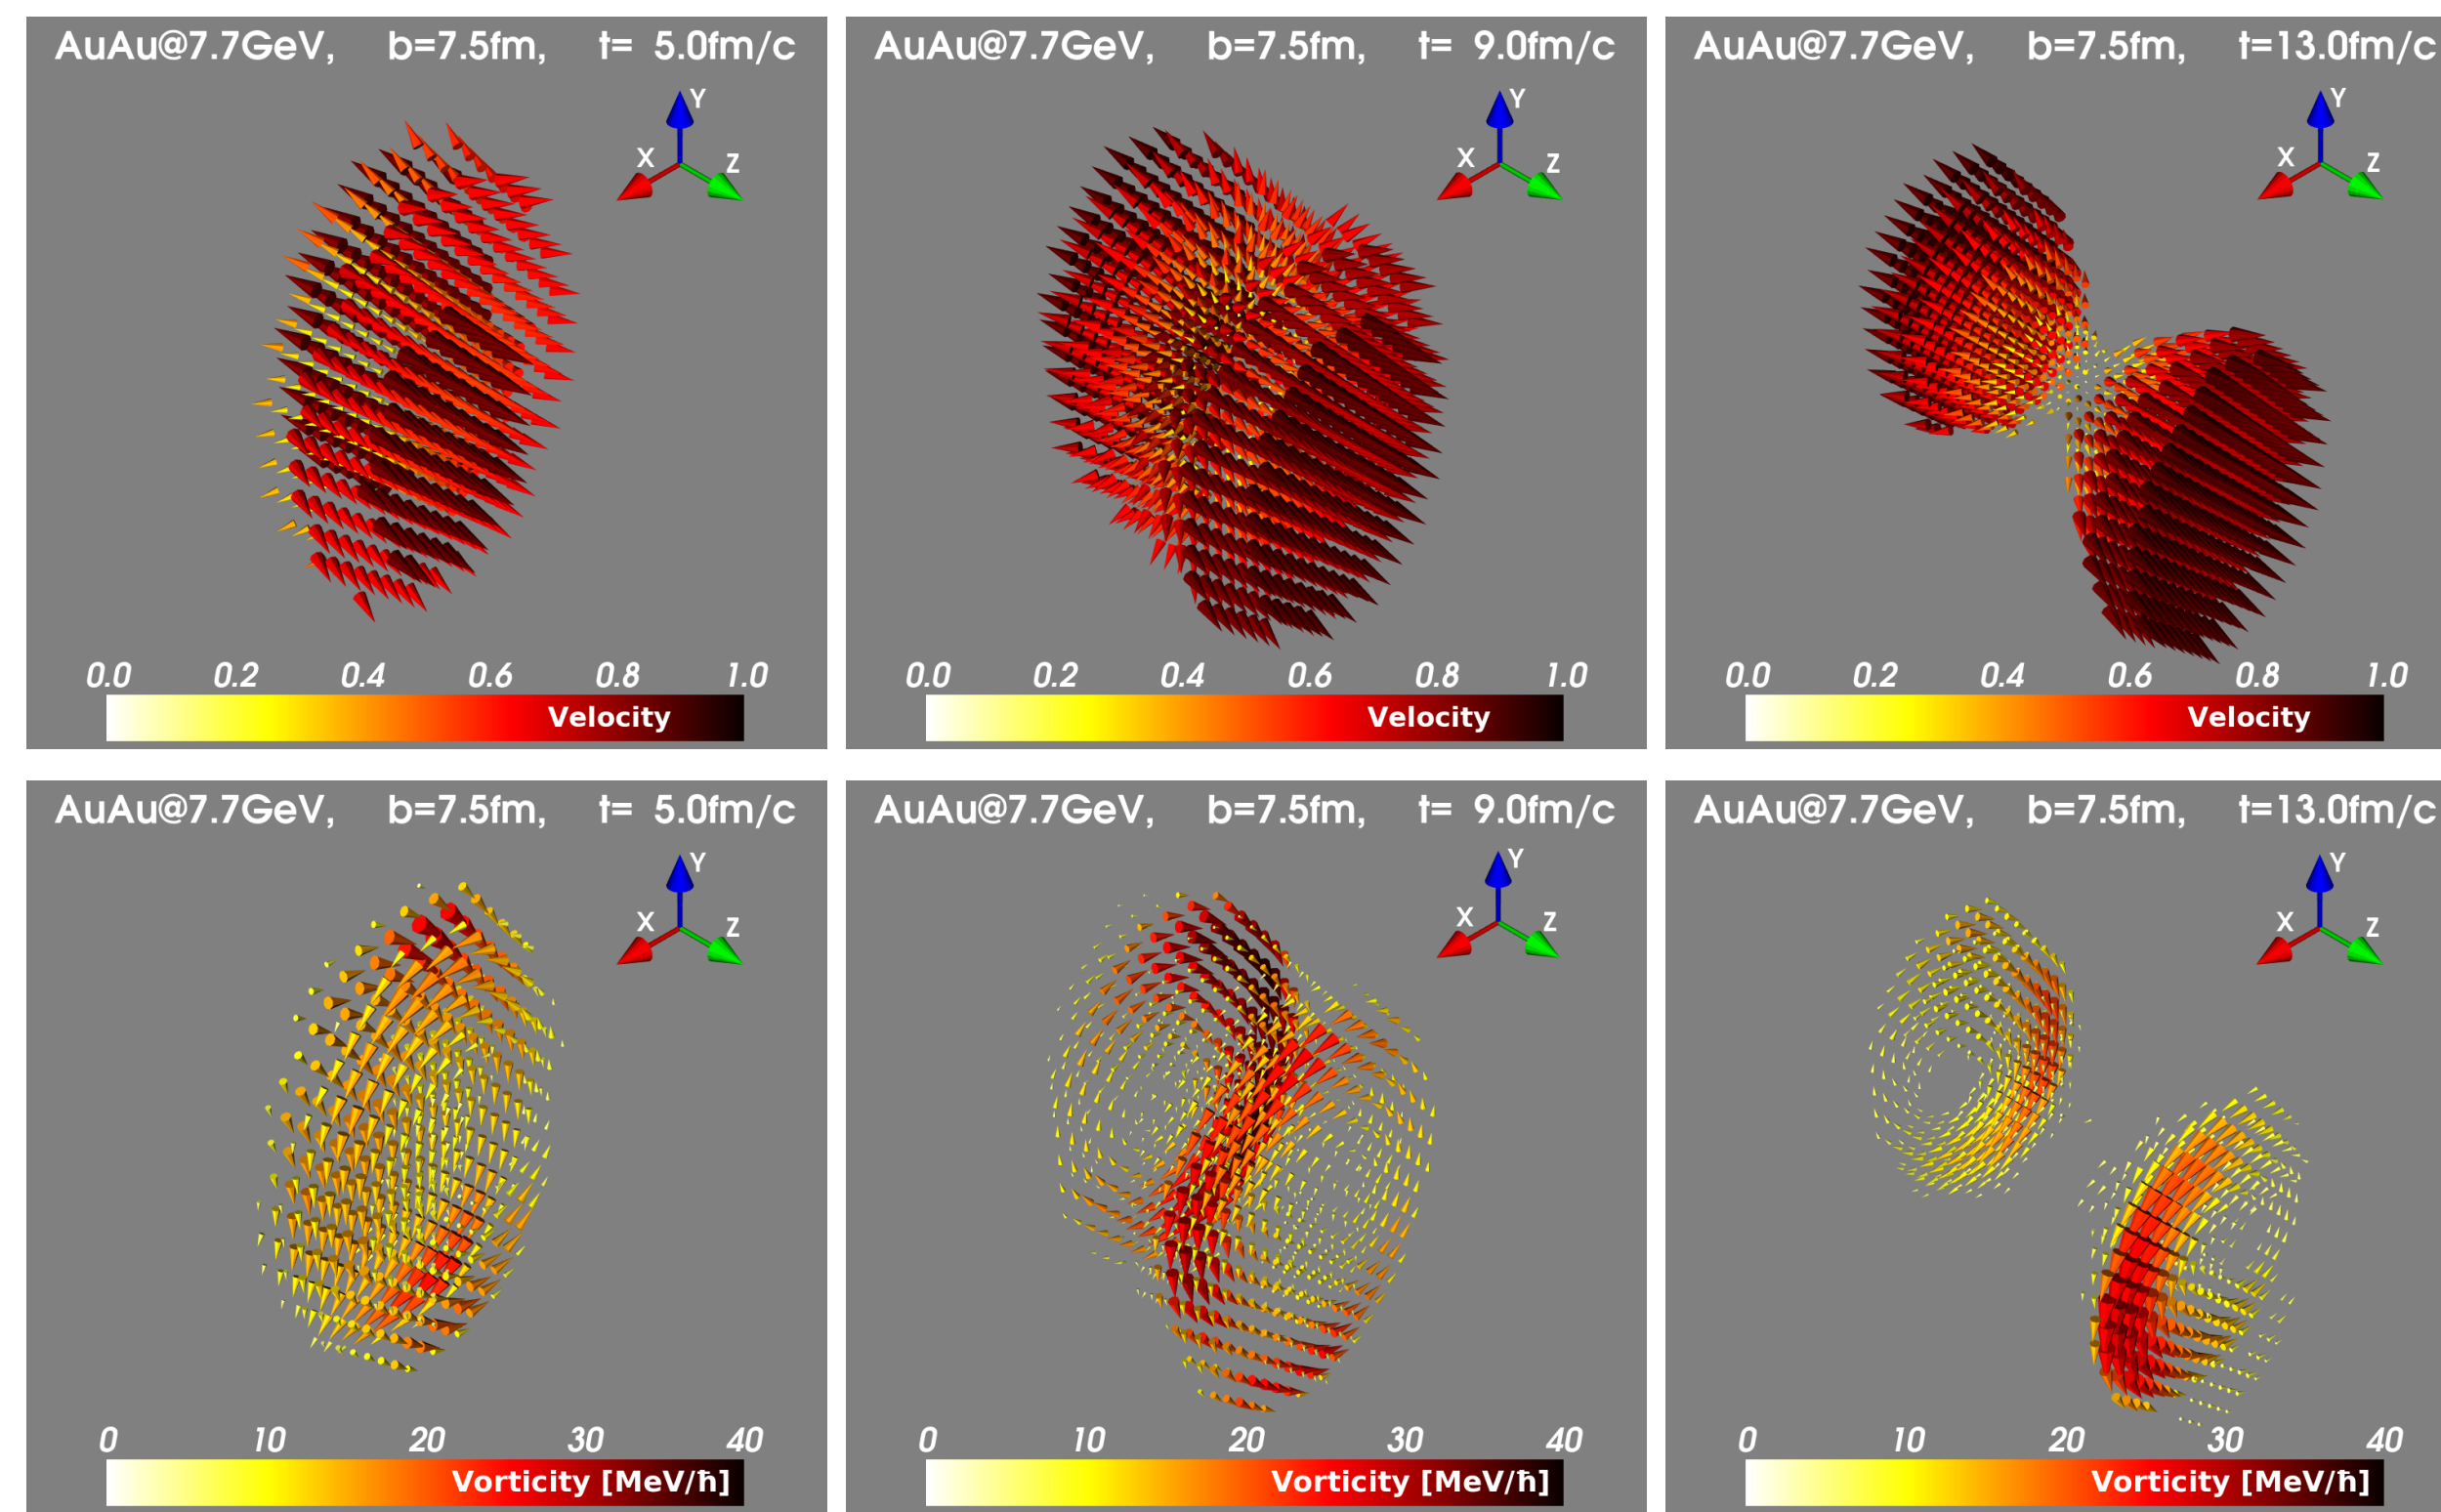 AuAu@7.7GeV, b=7.5fm, t= 5.0fm/c
Y
X
Z
0.0 0.2 0.4 0.6 0.8 1.0
Velocity
AuAu@7.7GeV, b=7.5fm, t= 9.0fm/c
Y
X
Z
0.0 0.2 0.4 0.6 0.8 1.0
Velocity
AuAu@7.7GeV, b=7.5fm, t=13.0fm/c
Y
X
Z
0.0 0.2 0.4 0.6 0.8 1.0
Velocity
AuAu@7.7GeV, b=7.5fm, t= 5.0fm/c
Y
X
Z
0 10 20 30 40
Vorticity [MeV/ħ]
AuAu@7.7GeV, b=7.5fm, t= 9.0fm/c
Y
X
Z
0 10 20 30 40
Vorticity [MeV/ħ]
AuAu@7.7GeV, b=7.5fm, t=13.0fm/c
Y
X
Z
0 10 20 30 40
Vorticity [MeV/ħ]